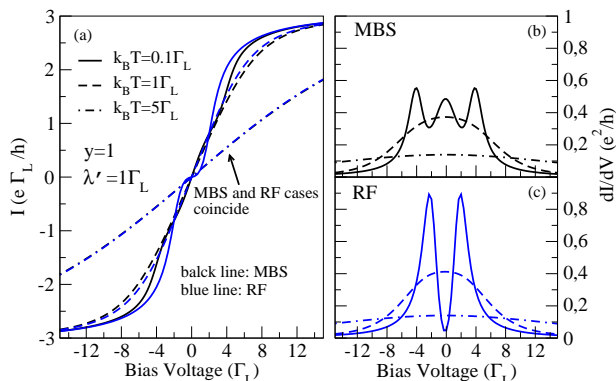 (a)
k_BT=0.1Γ_L
k_BT=1Γ_L
k_BT=5Γ_L
y=1
λ'=1Γ_L
MBS and RF cases
coincide
balck line: MBS
blue line: RF
I (e Γ_L /h)
3
2
1
0
-1
-2
-3
-12 -8 -4 0 4 8 12
Bias Voltage (Γ_L)
MBS
(b)
1
0,8
0,6
0,4
0,2
0
RF
(c)
0,8
0,6
0,4
0,2
0
dI/dV (e²/h)
-12 -8 -4 0 4 8 12
Bias Voltage (Γ_L)